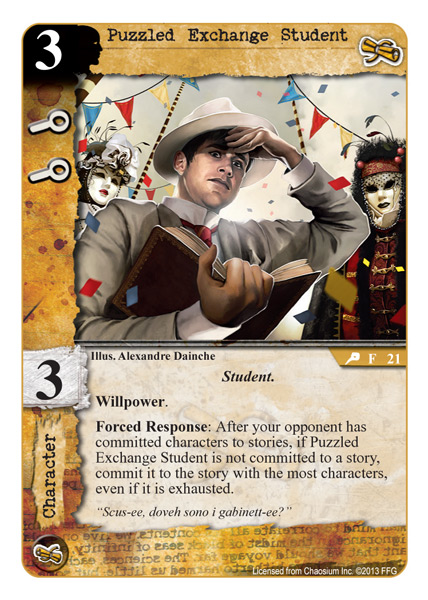 3
Puzzled Exchange Student
Illus. Alexandre Dainche
F 21
3
Character
Student.
Willpower.
Forced Response: After your opponent has
committed characters to stories, if Puzzled
Exchange Student is not committed to a story,
commit it to the story with the most characters,
even if it is exhausted.
“Scus-ee, doveh sono i gabinett-ee?”
Licensed from Chaosium Inc. ©2013 FFG